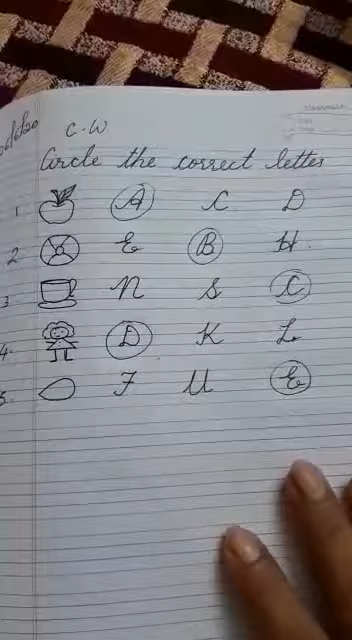 C.W
Circle the correct letter
1. A C D
2. E B H.
3. N S C
4. D K L
5. F U E